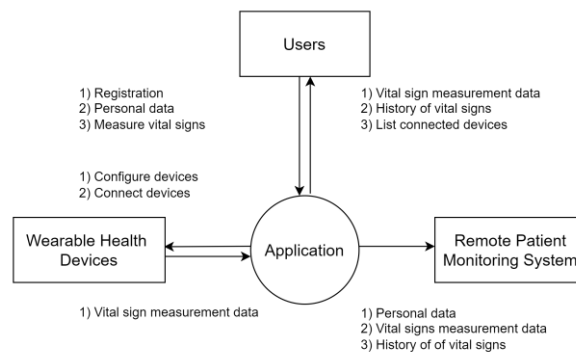 Users
1) Registration
2) Personal data
3) Measure vital signs
1) Vital sign measurement data
2) History of vital signs
3) List connected devices
1) Configure devices
2) Connect devices
Wearable Health
Devices
Application
Remote Patient
Monitoring System
1) Vital sign measurement data
1) Personal data
2) Vital signs measurement data
3) History of of vital signs